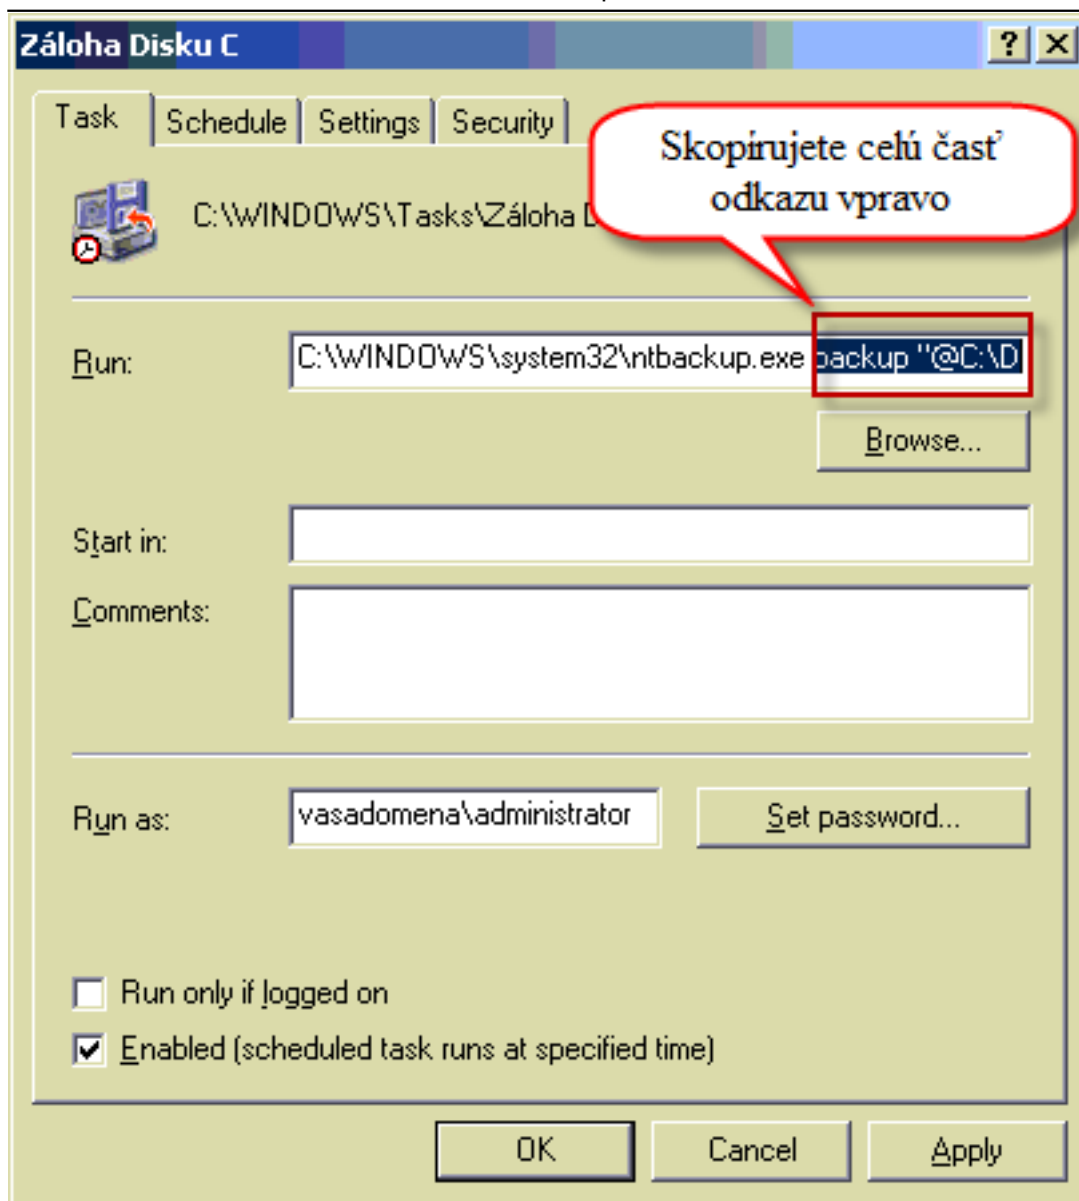 Záloha Disku C
Task Schedule Settings Security
Skopírujete celú časť
odkazu vpravo
C:\WINDOWS\Tasks\Záloha
Run: C:\WINDOWS\system32\ntbackup.exe backup "@C:\D
Browse...
Start in:
Comments:
Run as: vasadomena\administrator Set password...
Run only if logged on
Enabled (scheduled task runs at specified time)
OK Cancel Apply